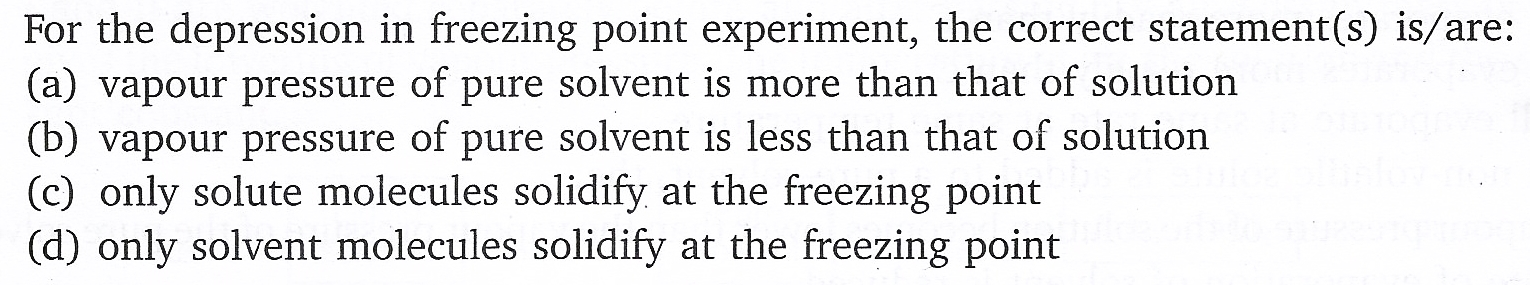 For the depression in freezing point experiment, the correct statement(s) is/are:
(a) vapour pressure of pure solvent is more than that of solution
(b) vapour pressure of pure solvent is less than that of solution
(c) only solute molecules solidify at the freezing point
(d) only solvent molecules solidify at the freezing point